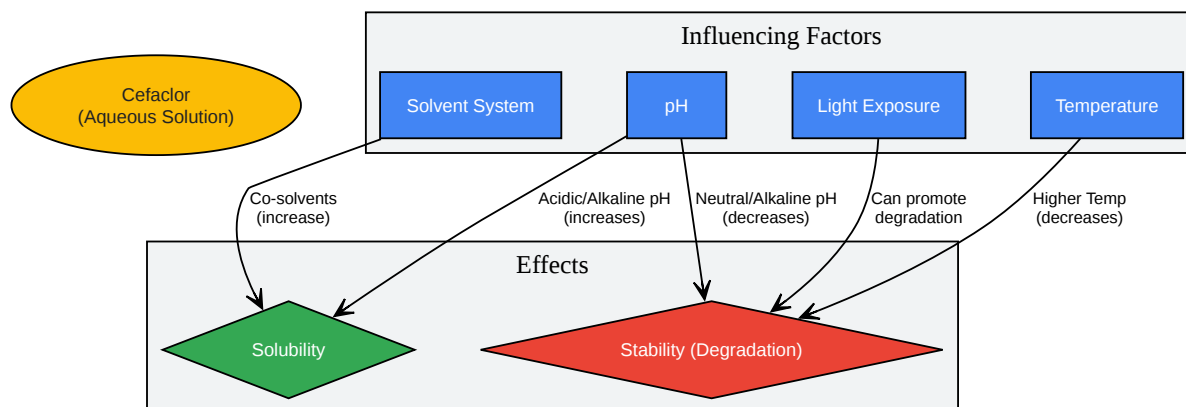 Influencing Factors
Cefaclor
(Aqueous Solution)
Solvent System
pH
Light Exposure
Temperature
Co-solvents
(increase)
Acidic/Alkaline pH
(increases)
Neutral/Alkaline pH
(decreases)
Can promote
degradation
Higher Temp
(decreases)
Effects
Solubility
Stability (Degradation)